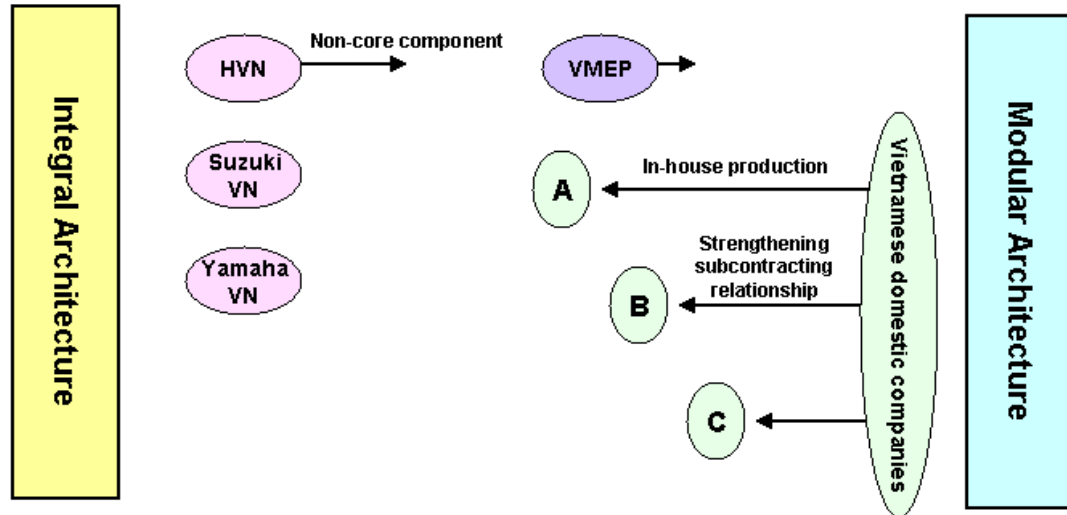 Integral Architecture
HVN
Non-core component
VMEP
Suzuki
VN
Yamaha
VN
A
In-house production
B
Strengthening
subcontracting
relationship
C
Vietnamese domestic companies
Modular Architecture